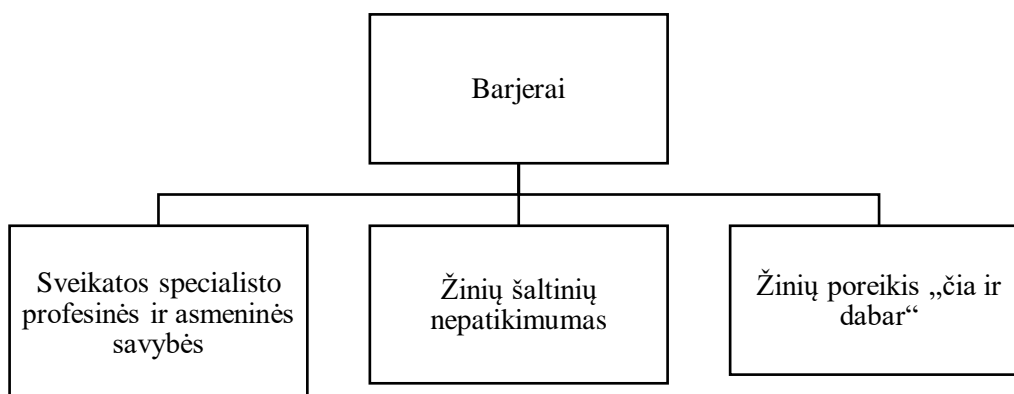 Barjerai
Sveikatos specialisto
profesinės ir asmeninės
savybės
Žinių šaltinių
nepatikimumas
Žinių poreikis „čia ir
dabar“